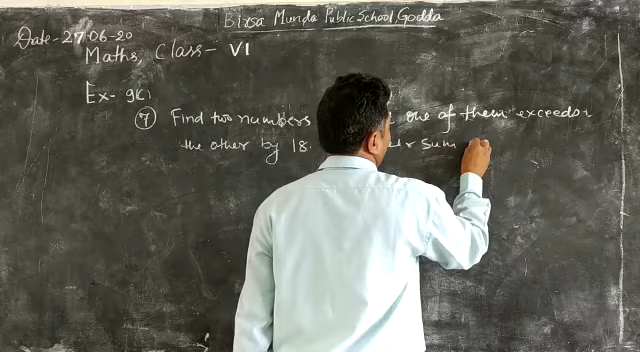 Birsa Munda Public School, Godda
Date-27.06-20
Maths, Class- VI
Ex- 9(C)
7 Find two numbers one of them exceeds
the other by 18. sum